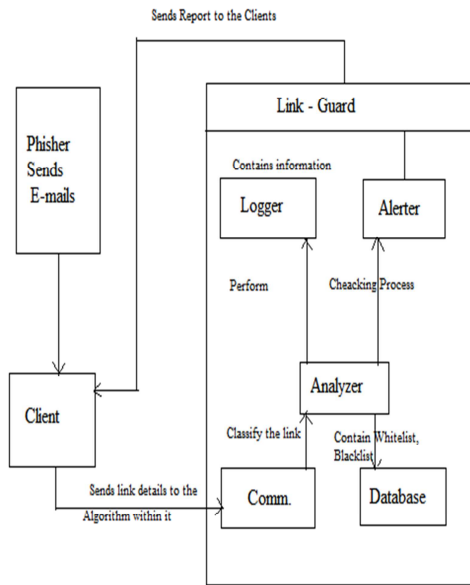 Sends Report to the Clients
Link - Guard
Phisher
Sends
E-mails
Contains information
Logger
Alerter
Perform
Cheacking Process
Analyzer
Client
Classify the link
Contain Whitelist,
Blacklist
Sends link details to the
Algorithm within it
Comm.
Database